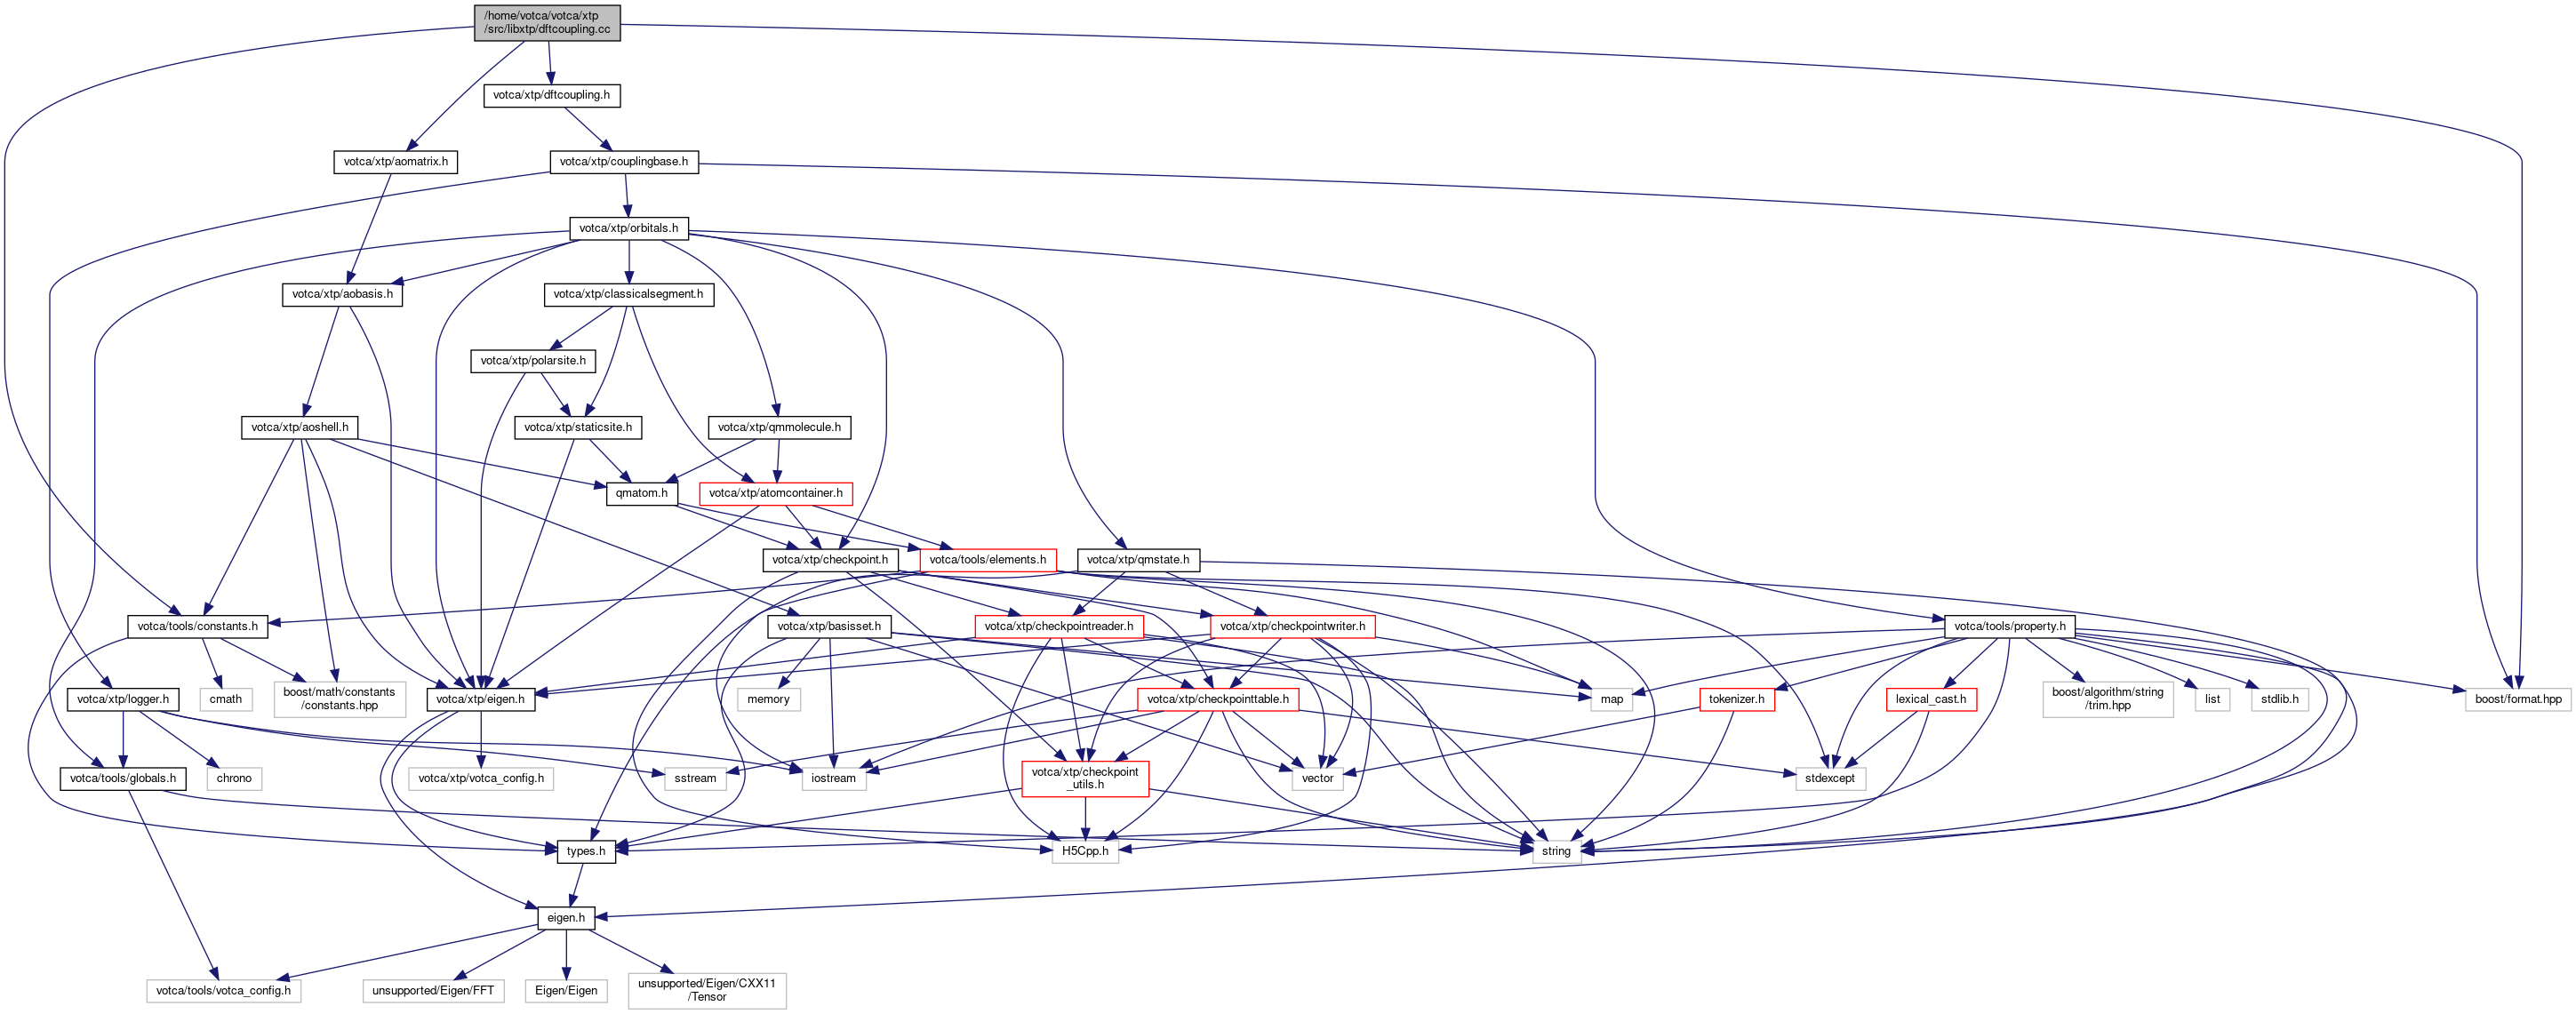 /home/votca/votca/xtp
/src/libxtp/dftcoupling.cc
votca/xtp/dftcoupling.h
votca/xtp/aomatrix.h
votca/xtp/couplingbase.h
votca/xtp/orbitals.h
votca/xtp/aobasis.h
votca/xtp/classicalsegment.h
votca/xtp/polarsite.h
votca/xtp/aoshell.h
votca/xtp/staticsite.h
votca/xtp/qmmolecule.h
qmatom.h
votca/xtp/atomcontainer.h
votca/xtp/checkpoint.h
votca/tools/elements.h
votca/xtp/qmstate.h
votca/tools/constants.h
votca/xtp/basisset.h
votca/xtp/checkpointreader.h
votca/xtp/checkpointwriter.h
votca/tools/property.h
votca/xtp/logger.h
cmath
boost/math/constants
/constants.hpp
votca/xtp/eigen.h
memory
votca/xtp/checkpointtable.h
map
tokenizer.h
lexical_cast.h
boost/algorithm/string
/trim.hpp
list
stdlib.h
boost/format.hpp
votca/tools/globals.h
chrono
votca/xtp/votca_config.h
sstream
iostream
votca/xtp/checkpoint
_utils.h
vector
stdexcept
types.h
H5Cpp.h
string
eigen.h
votca/tools/votca_config.h
unsupported/Eigen/FFT
Eigen/Eigen
unsupported/Eigen/CXX11
/Tensor